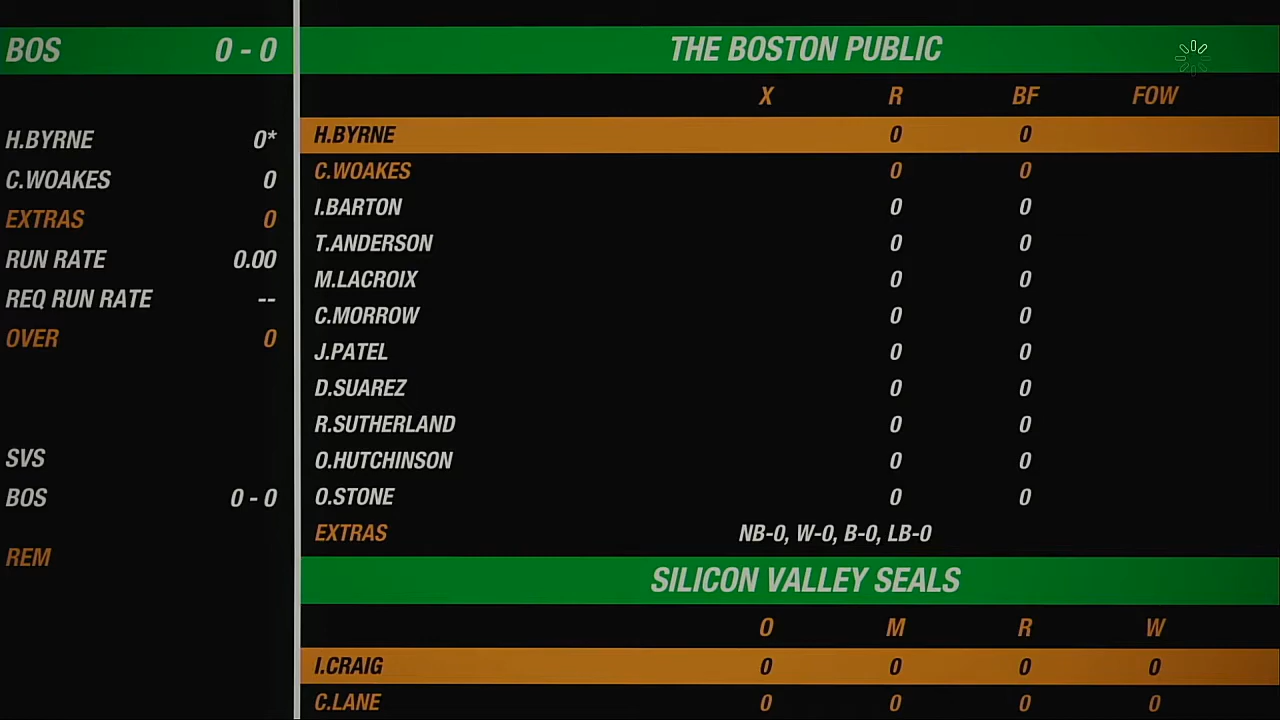 BOS 0 - 0
H.BYRNE 0*
C.WOAKES 0
EXTRAS 0
RUN RATE 0.00
REQ RUN RATE --
OVER 0
SVS
BOS 0 - 0
REM
THE BOSTON PUBLIC
X R BF FOW
H.BYRNE 0 0
C.WOAKES 0 0
I.BARTON 0 0
T.ANDERSON 0 0
M.LACROIX 0 0
C.MORROW 0 0
J.PATEL 0 0
D.SUAREZ 0 0
R.SUTHERLAND 0 0
O.HUTCHINSON 0 0
O.STONE 0 0
EXTRAS NB-0, W-0, B-0, LB-0
SILICON VALLEY SEALS
O M R W
I.CRAIG 0 0 0 0
C.LANE 0 0 0 0